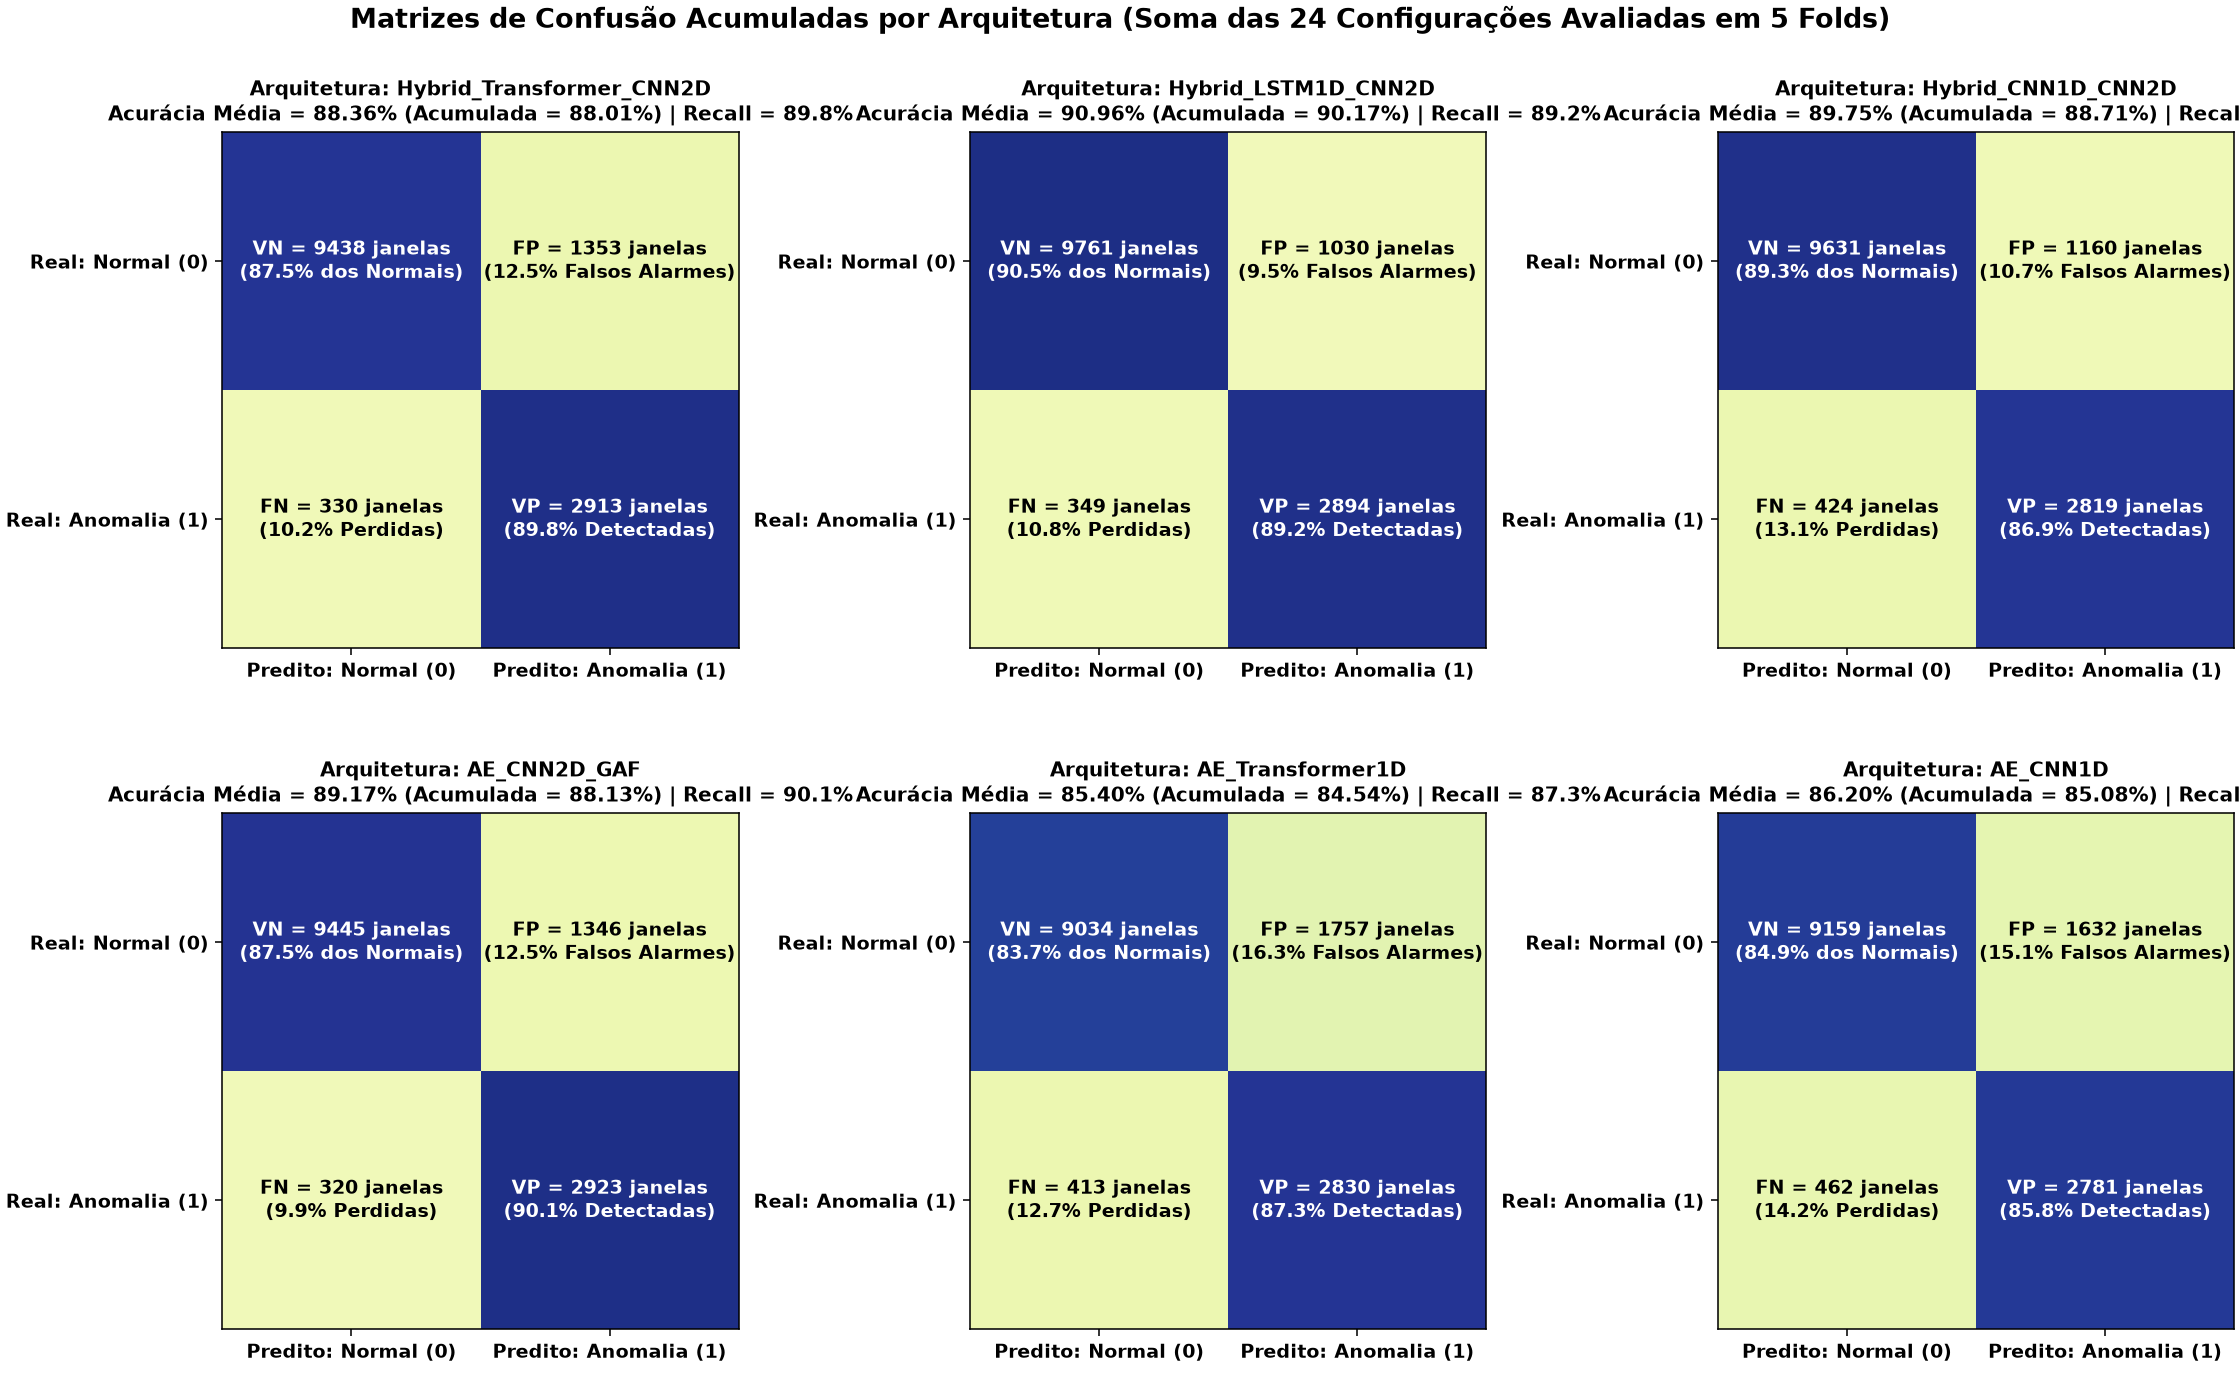 Matrizes de Confusão Acumuladas por Arquitetura (Soma das 24 Configurações Avaliadas em 5 Folds)
Arquitetura: Hybrid_Transformer_CNN2D
Acurácia Média = 88.36% (Acumulada = 88.01%) | Recall = 89.8%
Real: Normal (0)
VN = 9438 janelas
(87.5% dos Normais)
FP = 1353 janelas
(12.5% Falsos Alarmes)
Real: Anomalia (1)
FN = 330 janelas
(10.2% Perdidas)
VP = 2913 janelas
(89.8% Detectadas)
Predito: Normal (0)
Predito: Anomalia (1)
Arquitetura: Hybrid_LSTM1D_CNN2D
Acurácia Média = 90.96% (Acumulada = 90.17%) | Recall = 89.2%
Real: Normal (0)
VN = 9761 janelas
(90.5% dos Normais)
FP = 1030 janelas
(9.5% Falsos Alarmes)
Real: Anomalia (1)
FN = 349 janelas
(10.8% Perdidas)
VP = 2894 janelas
(89.2% Detectadas)
Predito: Normal (0)
Predito: Anomalia (1)
Arquitetura: Hybrid_CNN1D_CNN2D
Acurácia Média = 89.75% (Acumulada = 88.71%) | Recal
Real: Normal (0)
VN = 9631 janelas
(89.3% dos Normais)
FP = 1160 janelas
(10.7% Falsos Alarmes)
Real: Anomalia (1)
FN = 424 janelas
(13.1% Perdidas)
VP = 2819 janelas
(86.9% Detectadas)
Predito: Normal (0)
Predito: Anomalia (1)
Arquitetura: AE_CNN2D_GAF
Acurácia Média = 89.17% (Acumulada = 88.13%) | Recall = 90.1%
Real: Normal (0)
VN = 9445 janelas
(87.5% dos Normais)
FP = 1346 janelas
(12.5% Falsos Alarmes)
Real: Anomalia (1)
FN = 320 janelas
(9.9% Perdidas)
VP = 2923 janelas
(90.1% Detectadas)
Predito: Normal (0)
Predito: Anomalia (1)
Arquitetura: AE_Transformer1D
Acurácia Média = 85.40% (Acumulada = 84.54%) | Recall = 87.3%
Real: Normal (0)
VN = 9034 janelas
(83.7% dos Normais)
FP = 1757 janelas
(16.3% Falsos Alarmes)
Real: Anomalia (1)
FN = 413 janelas
(12.7% Perdidas)
VP = 2830 janelas
(87.3% Detectadas)
Predito: Normal (0)
Predito: Anomalia (1)
Arquitetura: AE_CNN1D
Acurácia Média = 86.20% (Acumulada = 85.08%) | Recal
Real: Normal (0)
VN = 9159 janelas
(84.9% dos Normais)
FP = 1632 janelas
(15.1% Falsos Alarmes)
Real: Anomalia (1)
FN = 462 janelas
(14.2% Perdidas)
VP = 2781 janelas
(85.8% Detectadas)
Predito: Normal (0)
Predito: Anomalia (1)